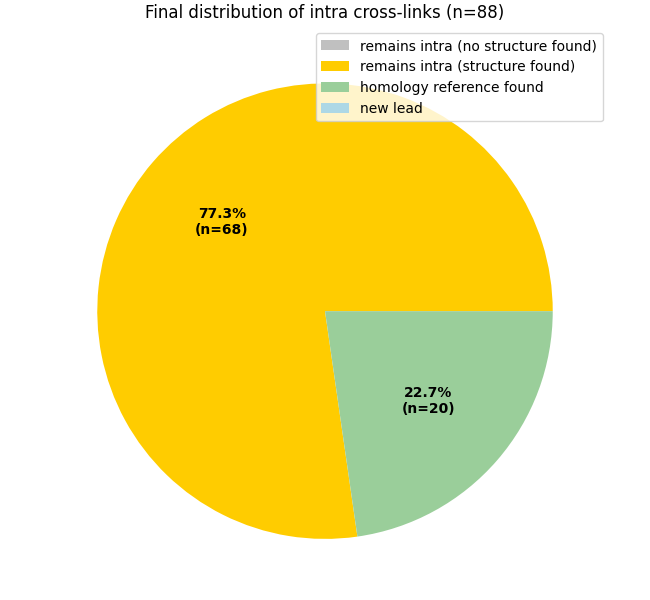 Final distribution of intra cross-links (n=88)
remains intra (no structure found)
remains intra (structure found)
homology reference found
new lead
77.3%
(n=68)
22.7%
(n=20)